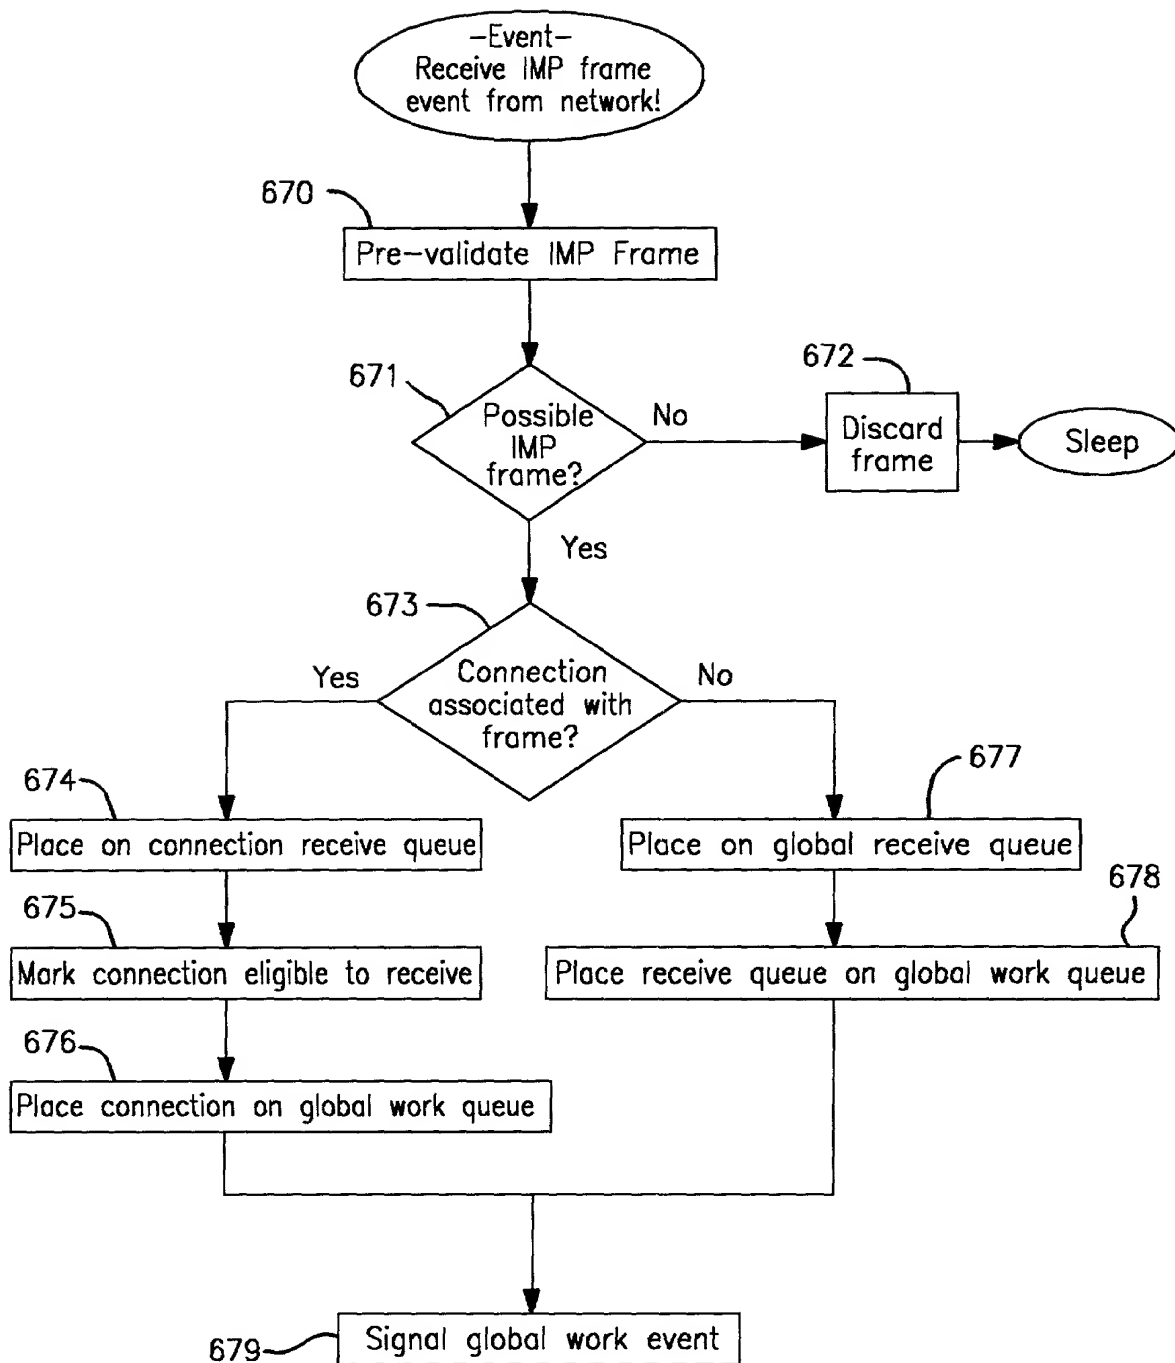 -Event-
Receive IMP frame
event from network!
670
Pre-validate IMP Frame
671
Possible
IMP
frame?
No
672
Discard
frame
Sleep
Yes
673
Connection
associated with
frame?
Yes
No
674
Place on connection receive queue
677
Place on global receive queue
675
Mark connection eligible to receive
678
Place receive queue on global work queue
676
Place connection on global work queue
679
Signal global work event